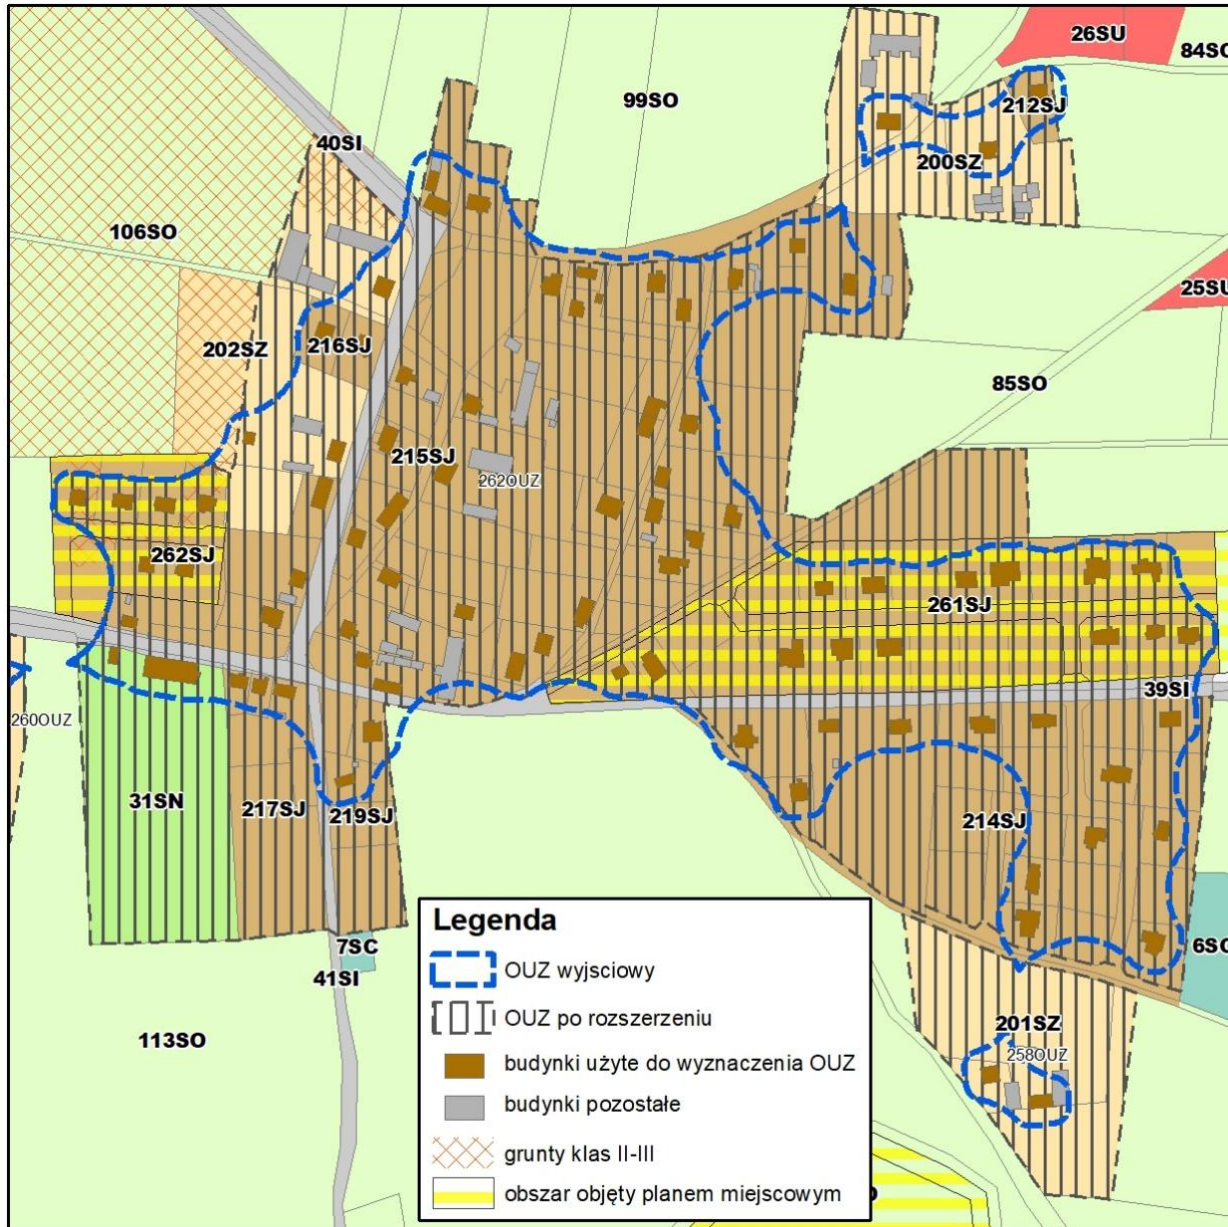 26SU
84SO
99SO
212SJ
40SI
200SZ
106SO
25SU
202SZ
216SJ
85SO
215SJ
262OUZ
262SJ
261SJ
39SI
260OUZ
31SN
217SJ
219SJ
214SJ
7SC
6SC
41SI
201SZ
113SO
258OUZ
Legenda
OUZ wyjsciowy
OUZ po rozszerzeniu
budynki użyte do wyznaczenia OUZ
budynki pozostałe
grunty klas II-III
obszar objęty planem miejscowym